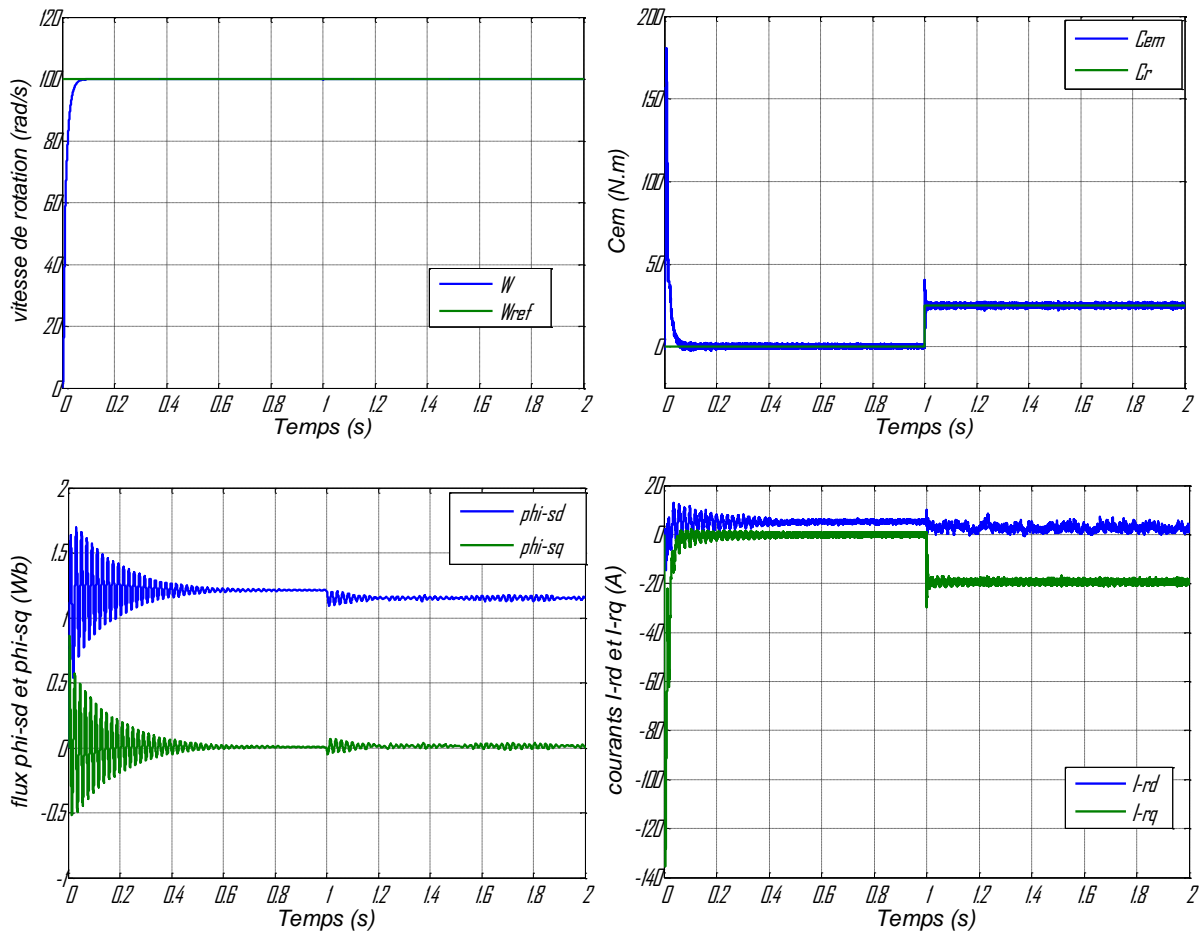 vitesse de rotation (rad/s)
120
100
80
60
40
20
0
W
Wref
0 0.2 0.4 0.6 0.8 1 1.2 1.4 1.6 1.8 2
Temps (s)
Cem (N.m)
200
150
100
50
0
Cem
Cr
0 0.2 0.4 0.6 0.8 1 1.2 1.4 1.6 1.8 2
Temps (s)
flux phi-sd et phi-sq (Wb)
2
1.5
1
0.5
0
-0.5
-1
phi-sd
phi-sq
0 0.2 0.4 0.6 0.8 1 1.2 1.4 1.6 1.8 2
Temps (s)
courants I-rd et I-rq (A)
20
0
-20
-40
-60
-80
-100
-120
-140
I-rd
I-rq
0 0.2 0.4 0.6 0.8 1 1.2 1.4 1.6 1.8 2
Temps (s)